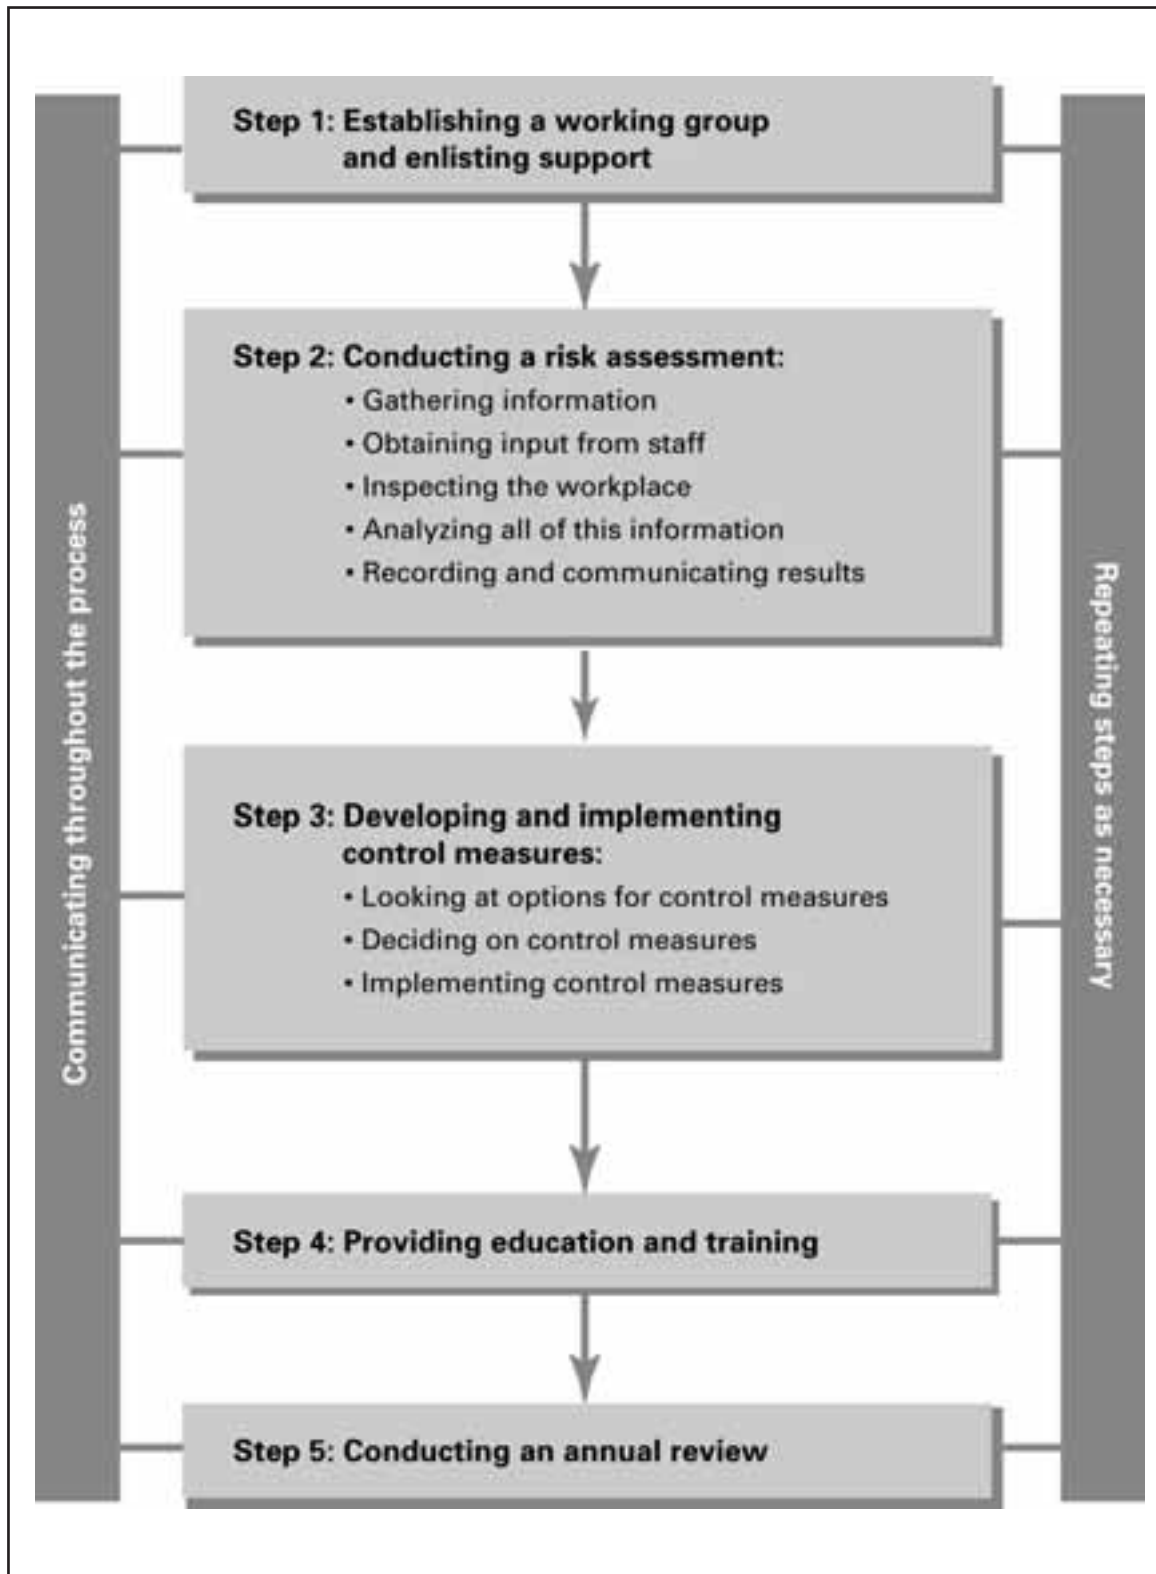 Step 1: Establishing a working group
and enlisting support
Step 2: Conducting a risk assessment:
• Gathering information
• Obtaining input from staff
• Inspecting the workplace
• Analyzing all of this information
• Recording and communicating results
Step 3: Developing and implementing
control measures:
• Looking at options for control measures
• Deciding on control measures
• Implementing control measures
Step 4: Providing education and training
Step 5: Conducting an annual review
Communicating throughout the process
Repeating steps as necessary